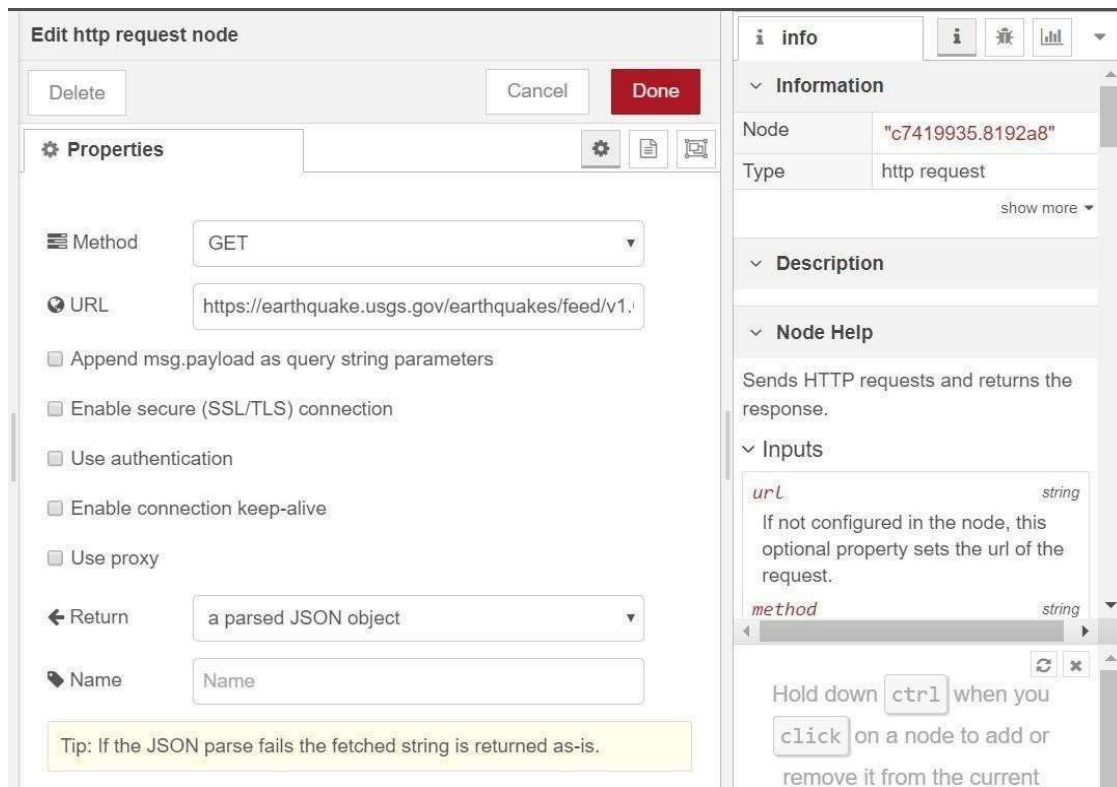 Edit http request node
Delete
Cancel
Done
Properties
Method
GET
URL
https://earthquake.usgs.gov/earthquakes/feed/v1.
Append msg.payload as query string parameters
Enable secure (SSL/TLS) connection
Use authentication
Enable connection keep-alive
Use proxy
Return
a parsed JSON object
Name
Name
Tip: If the JSON parse fails the fetched string is returned as-is.
i info
i
Information
Node
"c7419935.8192a8"
Type
http request
show more
Description
Node Help
Sends HTTP requests and returns the
response.
Inputs
url
string
If not configured in the node, this
optional property sets the url of the
request.
method
string
Hold down ctrl when you
click on a node to add or
remove it from the current